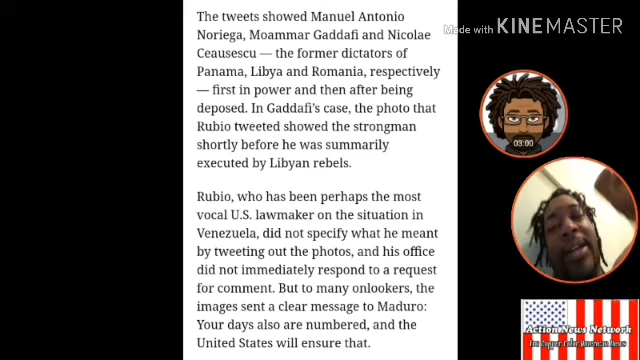 The tweets showed Manuel Antonio
Noriega, Moammar Gaddafi and Nicolae
Ceausescu — the former dictators of
Panama, Libya and Romania, respectively
— first in power and then after being
deposed. In Gaddafi's case, the photo that
Rubio tweeted showed the strongman
shortly before he was summarily
executed by Libyan rebels.
Rubio, who has been perhaps the most
vocal U.S. lawmaker on the situation in
Venezuela, did not specify what he meant
by tweeting out the photos, and his office
did not immediately respond to a request
for comment. But to many onlookers, the
images sent a clear message to Maduro:
Your days also are numbered, and the
United States will ensure that.
Made with KINEMASTER
03:00
Action News Network
Copper Color American News